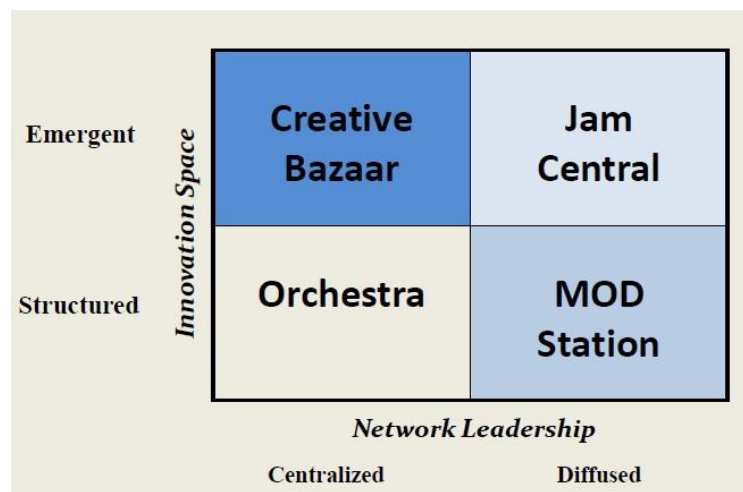 Emergent
Structured
Innovation Space
Creative
Bazaar
Jam
Central
Orchestra
MOD
Station
Network Leadership
Centralized
Diffused